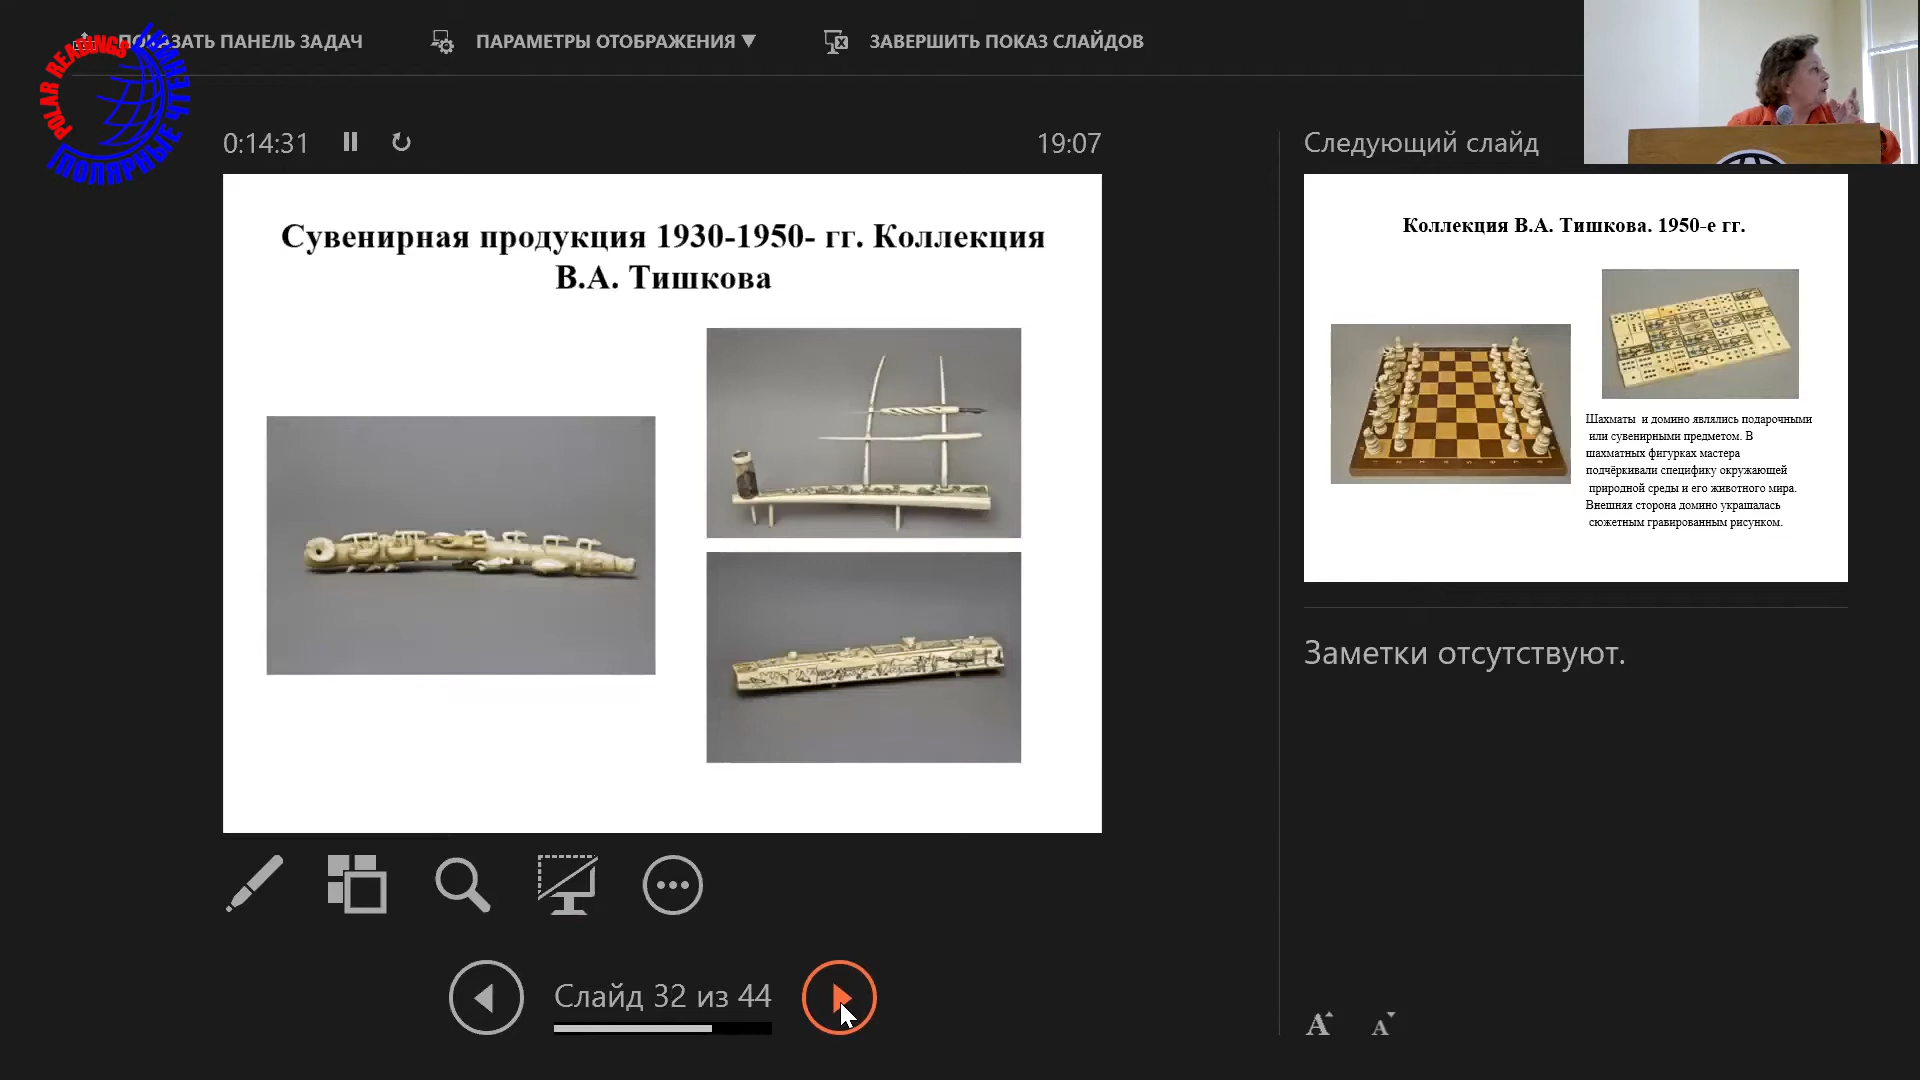 ПОКАЗАТЬ ПАНЕЛЬ ЗАДАЧ
ПАРАМЕТРЫ ОТОБРАЖЕНИЯ ▼
ЗАВЕРШИТЬ ПОКАЗ СЛАЙДОВ
POLAR READINGS
ПОЛЯРНЫЕ ЧТЕНИЯ
0:14:31
19:07
Следующий слайд
Сувенирная продукция 1930-1950- гг. Коллекция
В.А. Тишкова
Коллекция В.А. Тишкова. 1950-е гг.
Шахматы и домино являлись подарочными
или сувенирными предметом. В
шахматных фигурках мастера
подчёркивали специфику окружающей
природной среды и его животного мира.
Внешняя сторона домино украшалась
сюжетным гравированным рисунком.
Заметки отсутствуют.
Слайд 32 из 44
A A